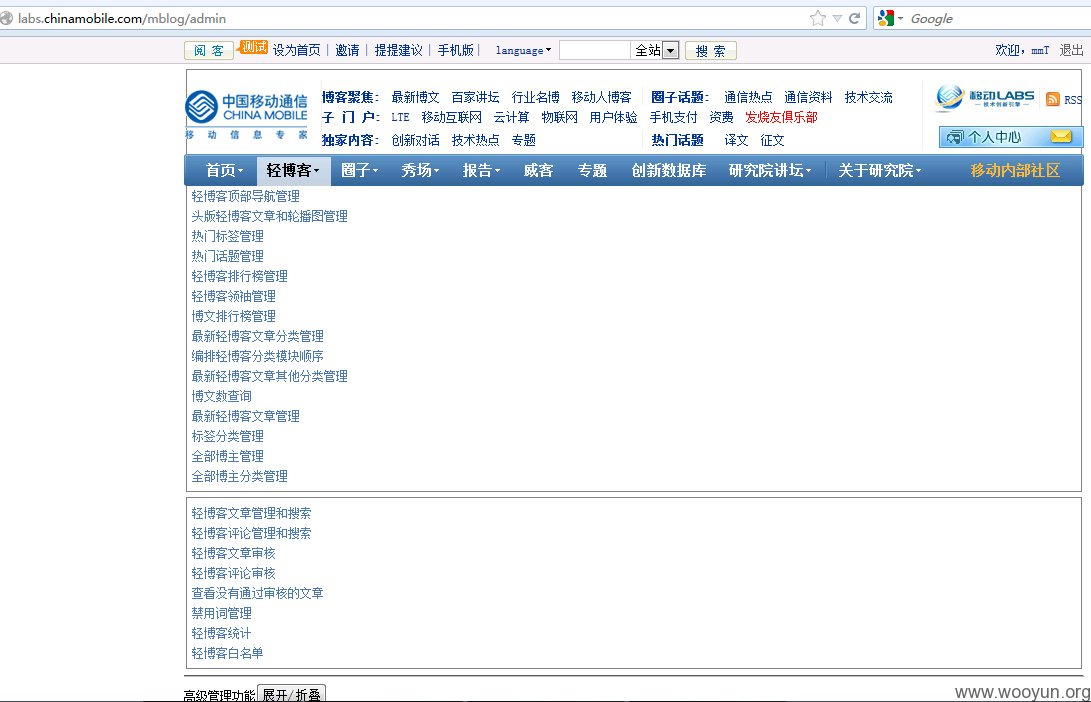 labs.chinamobile.com/mblog/admin Google
阅 客 测试 设为首页 | 邀请 | 提提建议 | 手机版 | language 全站 搜 索 欢迎，mmT 退出
中国移动通信 CHINA MOBILE 移 动 信 息 专 家
博客聚焦: 最新博文 百家讲坛 行业名博 移动人博客 圈子话题: 通信热点 通信资料 技术交流
移动LABS 技术创新引擎 RSS
子 门 户: LTE 移动互联网 云计算 物联网 用户体验 手机支付 资费 发烧友俱乐部
独家内容: 创新对话 技术热点 专题 热门话题 译文 征文
个人中心
首页 轻博客 圈子 秀场 报告 威客 专题 创新数据库 研究院讲坛 关于研究院 移动内部社区
轻博客顶部导航管理
头版轻博客文章和轮播图管理
热门标签管理
热门话题管理
轻博客排行榜管理
轻博客领袖管理
博文排行榜管理
最新轻博客文章分类管理
编排轻博客分类模块顺序
最新轻博客文章其他分类管理
博文数查询
最新轻博客文章管理
标签分类管理
全部博主管理
全部博主分类管理
轻博客文章管理和搜索
轻博客评论管理和搜索
轻博客文章审核
轻博客评论审核
查看没有通过审核的文章
禁用词管理
轻博客统计
轻博客白名单
高级管理功能 展开/折叠
www.wooyun.org